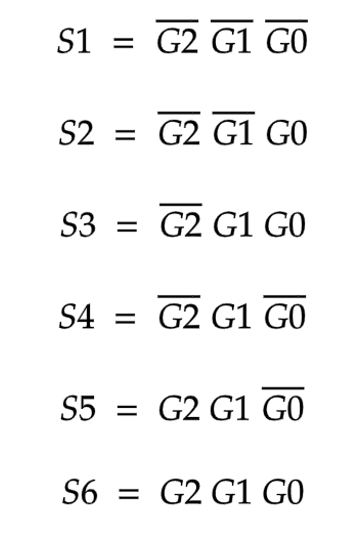 S1 = G̅2̅ G̅1̅ G̅0̅
S2 = G̅2̅ G̅1̅ G0
S3 = G̅2̅ G1 G0
S4 = G̅2̅ G1 G̅0̅
S5 = G2 G1 G̅0̅
S6 = G2 G1 G0